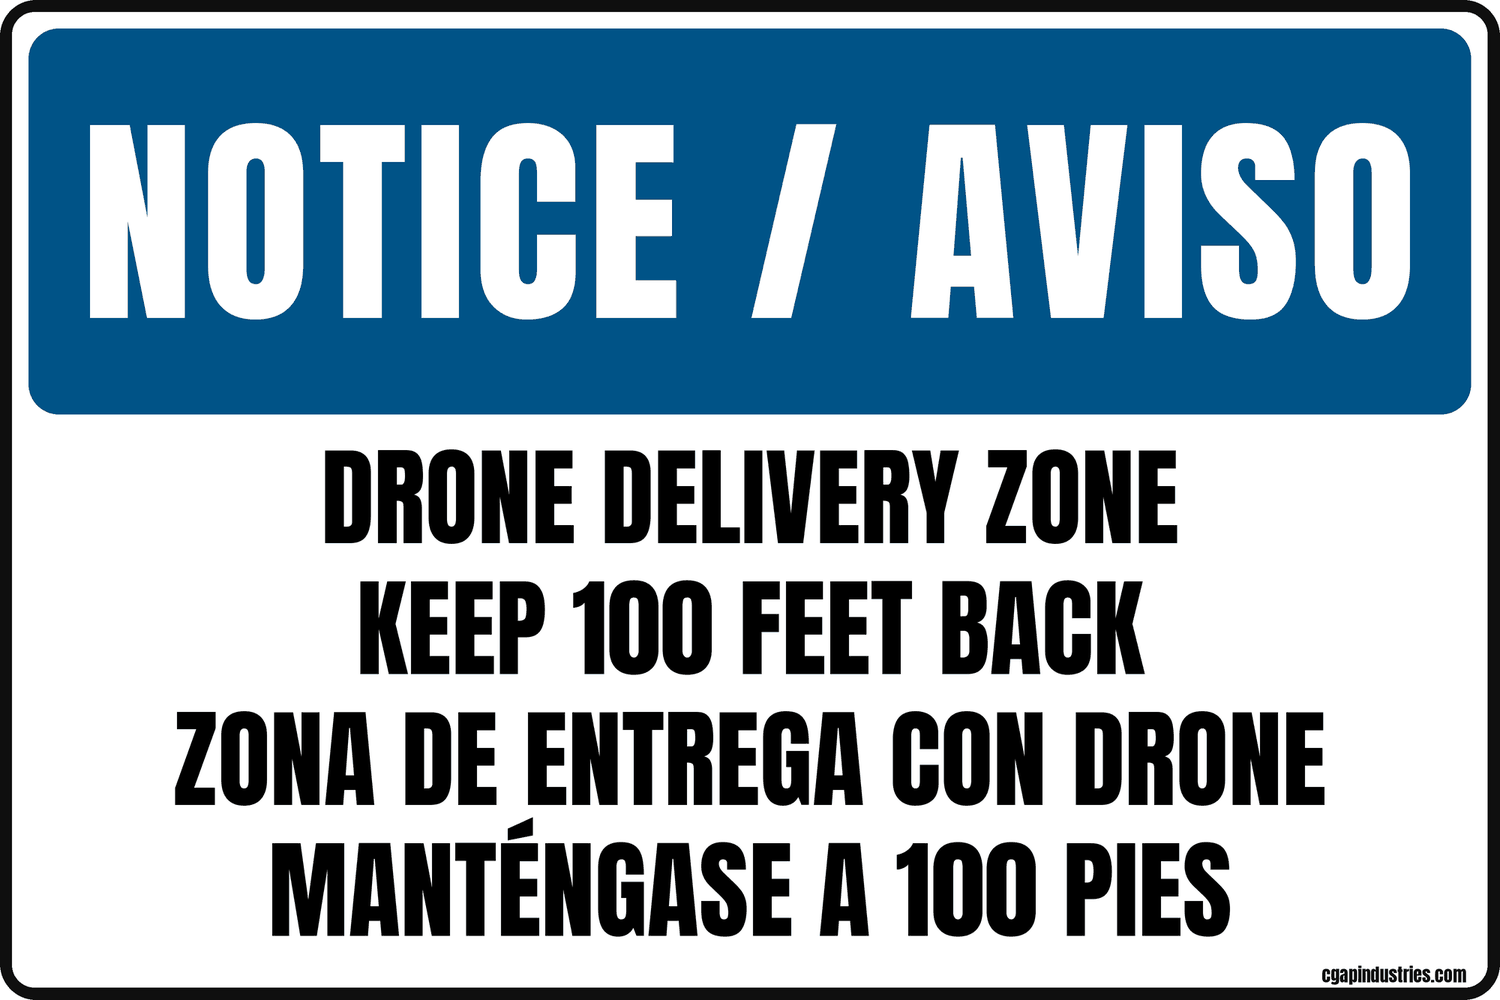 NOTICE / AVISO
DRONE DELIVERY ZONE
KEEP 100 FEET BACK
ZONA DE ENTREGA CON DRONE
MANTÉNGASE A 100 PIES
cgapindustries.com